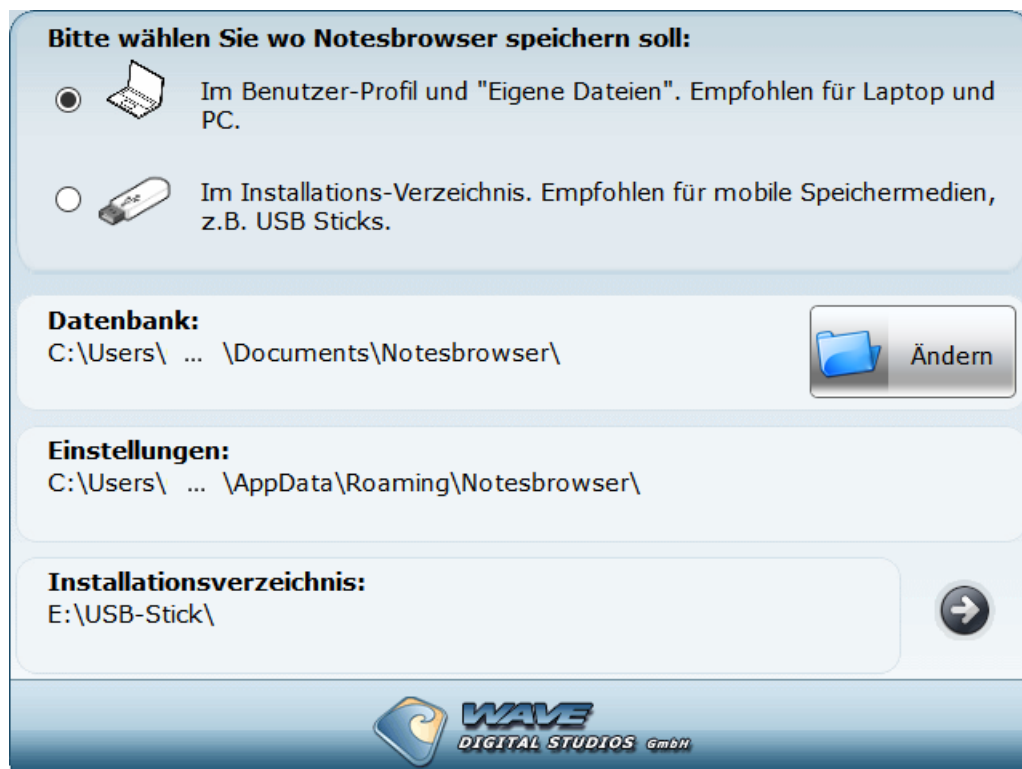 Bitte wählen Sie wo Notesbrowser speichern soll:
Im Benutzer-Profil und "Eigene Dateien". Empfohlen für Laptop und
PC.
Im Installations-Verzeichnis. Empfohlen für mobile Speichermedien,
z.B. USB Sticks.
Datenbank:
C:\Users\ ... \Documents\Notesbrowser\
Ändern
Einstellungen:
C:\Users\ ... \AppData\Roaming\Notesbrowser\
Installationsverzeichnis:
E:\USB-Stick\
WAVE
DIGITAL STUDIOS GmbH